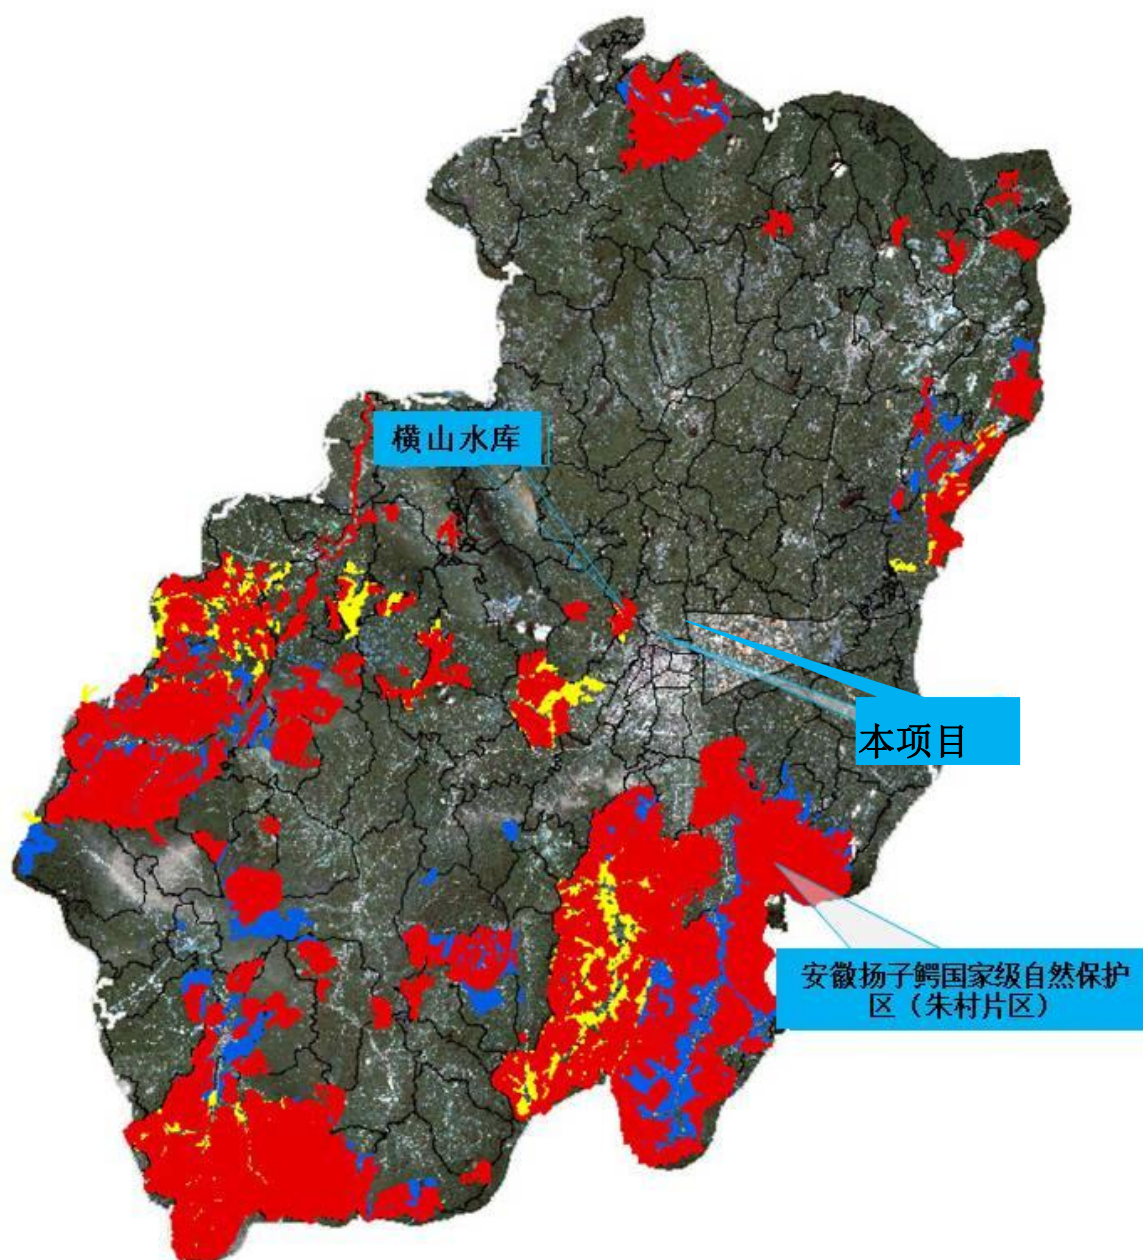 横山水库
本项目
安徽扬子鳄国家级自然保护
区（朱村片区）